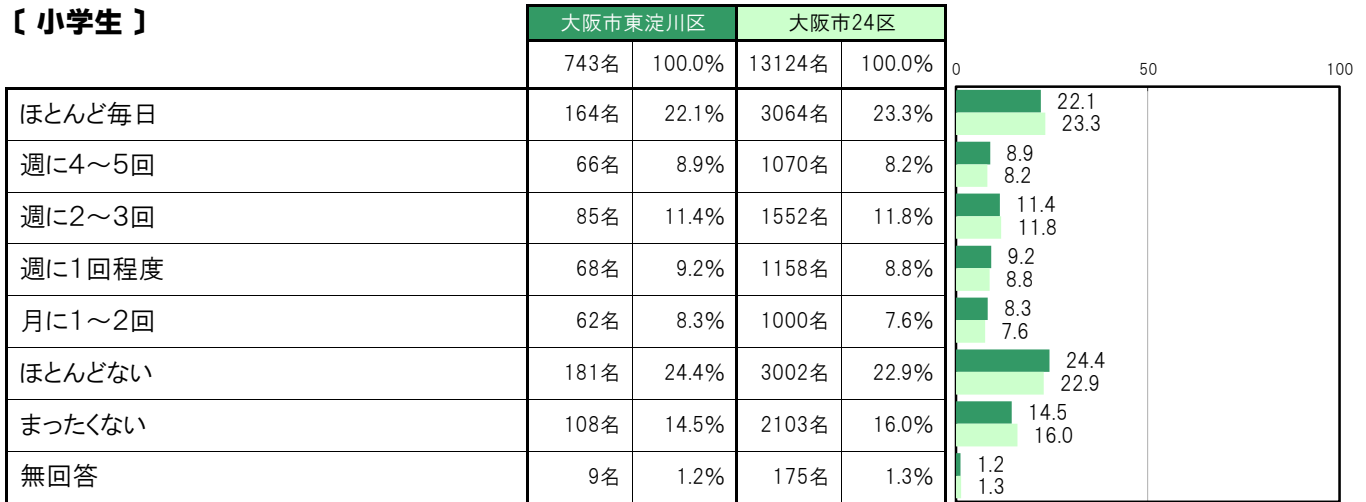 〔 小学生 〕
大阪市東淀川区 大阪市24区
743名 100.0% 13124名 100.0%
0 50 100
ほとんど毎日 164名 22.1% 3064名 23.3% 22.1
23.3
週に4～5回 66名 8.9% 1070名 8.2% 8.9
8.2
週に2～3回 85名 11.4% 1552名 11.8% 11.4
11.8
週に1回程度 68名 9.2% 1158名 8.8% 9.2
8.8
月に1～2回 62名 8.3% 1000名 7.6% 8.3
7.6
ほとんどない 181名 24.4% 3002名 22.9% 24.4
22.9
まったくない 108名 14.5% 2103名 16.0% 14.5
16.0
無回答 9名 1.2% 175名 1.3% 1.2
1.3